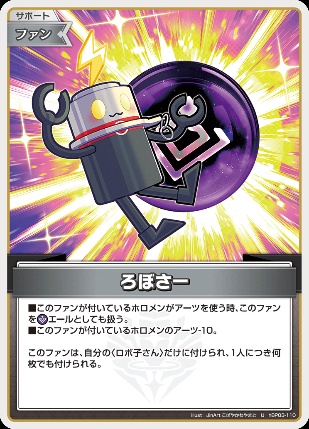 サポート
ファン
ろぼさー
■このファンが付いているホロメンがアーツを使う時、このファン
を紫エールとしても扱う。
■このファンが付いているホロメンのアーツ-10。
このファンは、自分の〈ロボ子さん〉だけに付けられ、1人につき何
枚でも付けられる。
U hBP03-110